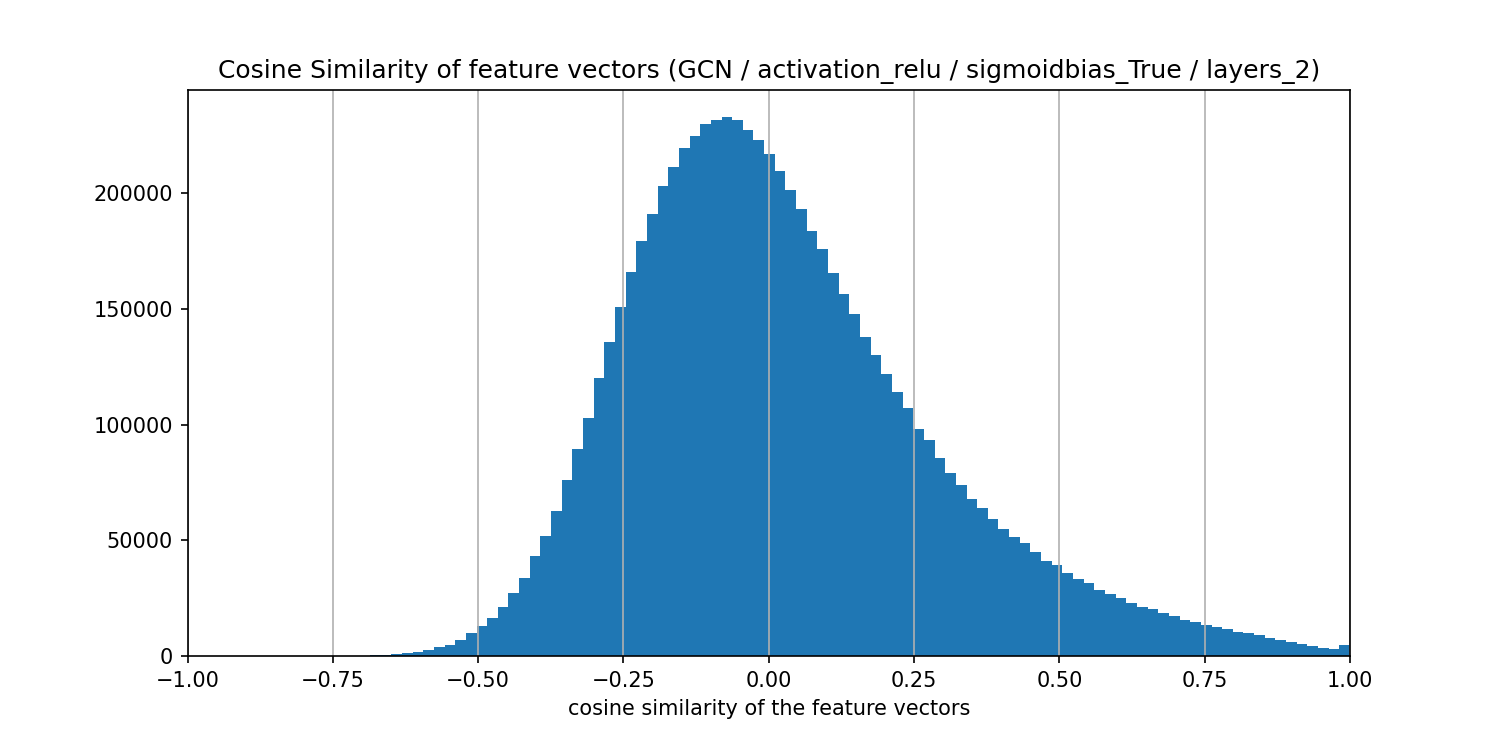 Cosine Similarity of feature vectors (GCN / activation_relu / sigmoidbias_True / layers_2)
200000
150000
100000
50000
0
−1.00 −0.75 −0.50 −0.25 0.00 0.25 0.50 0.75 1.00
cosine similarity of the feature vectors